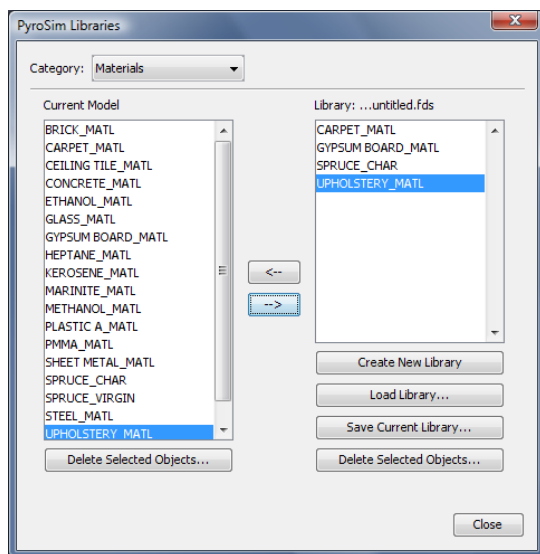 PyroSim Libraries
Category: Materials
Current Model
BRICK_MATL
CARPET_MATL
CEILING TILE_MATL
CONCRETE_MATL
ETHANOL_MATL
GLASS_MATL
GYPSUM BOARD_MATL
HEPTANE_MATL
KEROSENE_MATL
MARINITE_MATL
METHANOL_MATL
PLASTIC A_MATL
PMMA_MATL
SHEET METAL_MATL
SPRUCE_CHAR
SPRUCE_VIRGIN
STEEL_MATL
UPHOLSTERY_MATL
Delete Selected Objects...
<--
-->
Library: ...untitled.fds
CARPET_MATL
GYPSUM BOARD_MATL
SPRUCE_CHAR
UPHOLSTERY_MATL
Create New Library
Load Library...
Save Current Library...
Delete Selected Objects...
Close